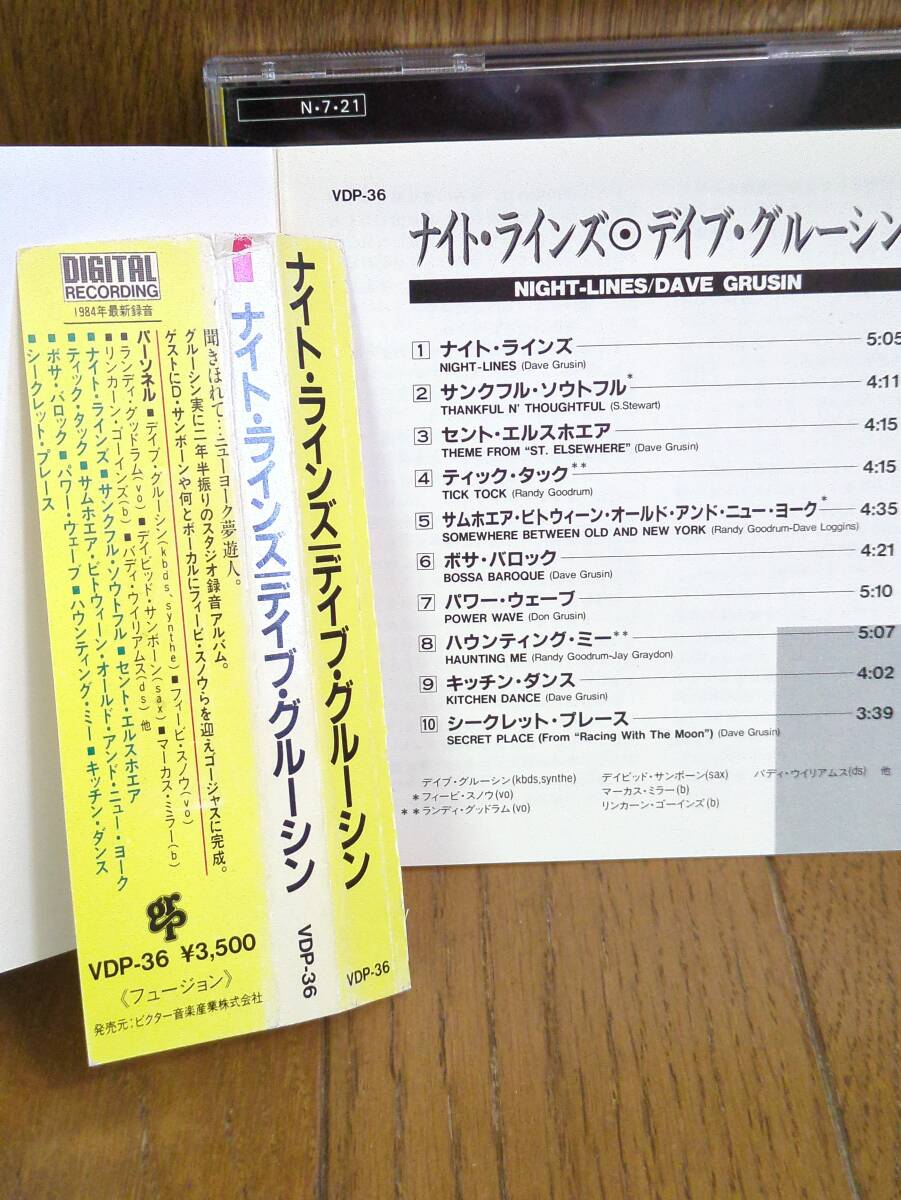 N・7・21
VDP-36
ナイト・ラインズ⦿デイブ・グルーシン
NIGHT-LINES/DAVE GRUSIN
1 ナイト・ラインズ 5:05
NIGHT-LINES (Dave Grusin)
2 サンクフル・ソウトフル* 4:11
THANKFUL N' THOUGHTFUL (S.Stewart)
3 セント・エルスホエア 4:15
THEME FROM “ST. ELSEWHERE” (Dave Grusin)
4 ティック・タック** 4:15
TICK TOCK (Randy Goodrum)
5 サムホエア・ビトウィーン・オールド・アンド・ニュー・ヨーク* 4:35
SOMEWHERE BETWEEN OLD AND NEW YORK (Randy Goodrum-Dave Loggins)
6 ボサ・バロック 4:21
BOSSA BAROQUE (Dave Grusin)
7 パワー・ウェーブ 5:10
POWER WAVE (Don Grusin)
8 ハウンティング・ミー** 5:07
HAUNTING ME (Randy Goodrum-Jay Graydon)
9 キッチン・ダンス 4:02
KITCHEN DANCE (Dave Grusin)
10 シークレット・プレース 3:39
SECRET PLACE (From “Racing With The Moon”) (Dave Grusin)
デイブ・グルーシン(kbds,synthe) デイビッド・サンボーン(sax) バディ・ウイリアムス(ds) 他
*フィービ・スノウ(vo) マーカス・ミラー(b)
**ランディ・グッドラム(vo) リンカーン・ゴーインズ(b)
ナイト・ラインズ/デイブ・グルーシン
VDP-36
ナイト・ラインズ/デイブ・グルーシン
VDP-36
DIGITAL
RECORDING
1984年最新録音
聞きほれて…ニューヨーク夢遊人。
グルーシン実に二年半振りのスタジオ録音アルバム。
ゲストにD・サンボーンや何とボーカルにフィービ・スノウらを迎えゴージャスに完成。
パーソネル■デイブ・グルーシン(kbds、synthe)■フィービ・スノウ(vo)
■ランディ・グッドラム(vo)■デイビッド・サンボーン(sax)■マーカス・ミラー(b)
■リンカーン・ゴーインズ(b)■バディ・ウイリアムス(ds)他
■ナイト・ラインズ■サンクフル・ソウトフル■セント・エルスホエア
■ティック・タック■サムホエア・ビトウィーン・オールド・アンド・ニュー・ヨーク
■ボサ・バロック■パワー・ウェーブ■ハウンティング・ミー■キッチン・ダンス
■シークレット・プレース
grp
VDP-36 ¥3,500
《フュージョン》
発売元:ビクター音楽産業株式会社